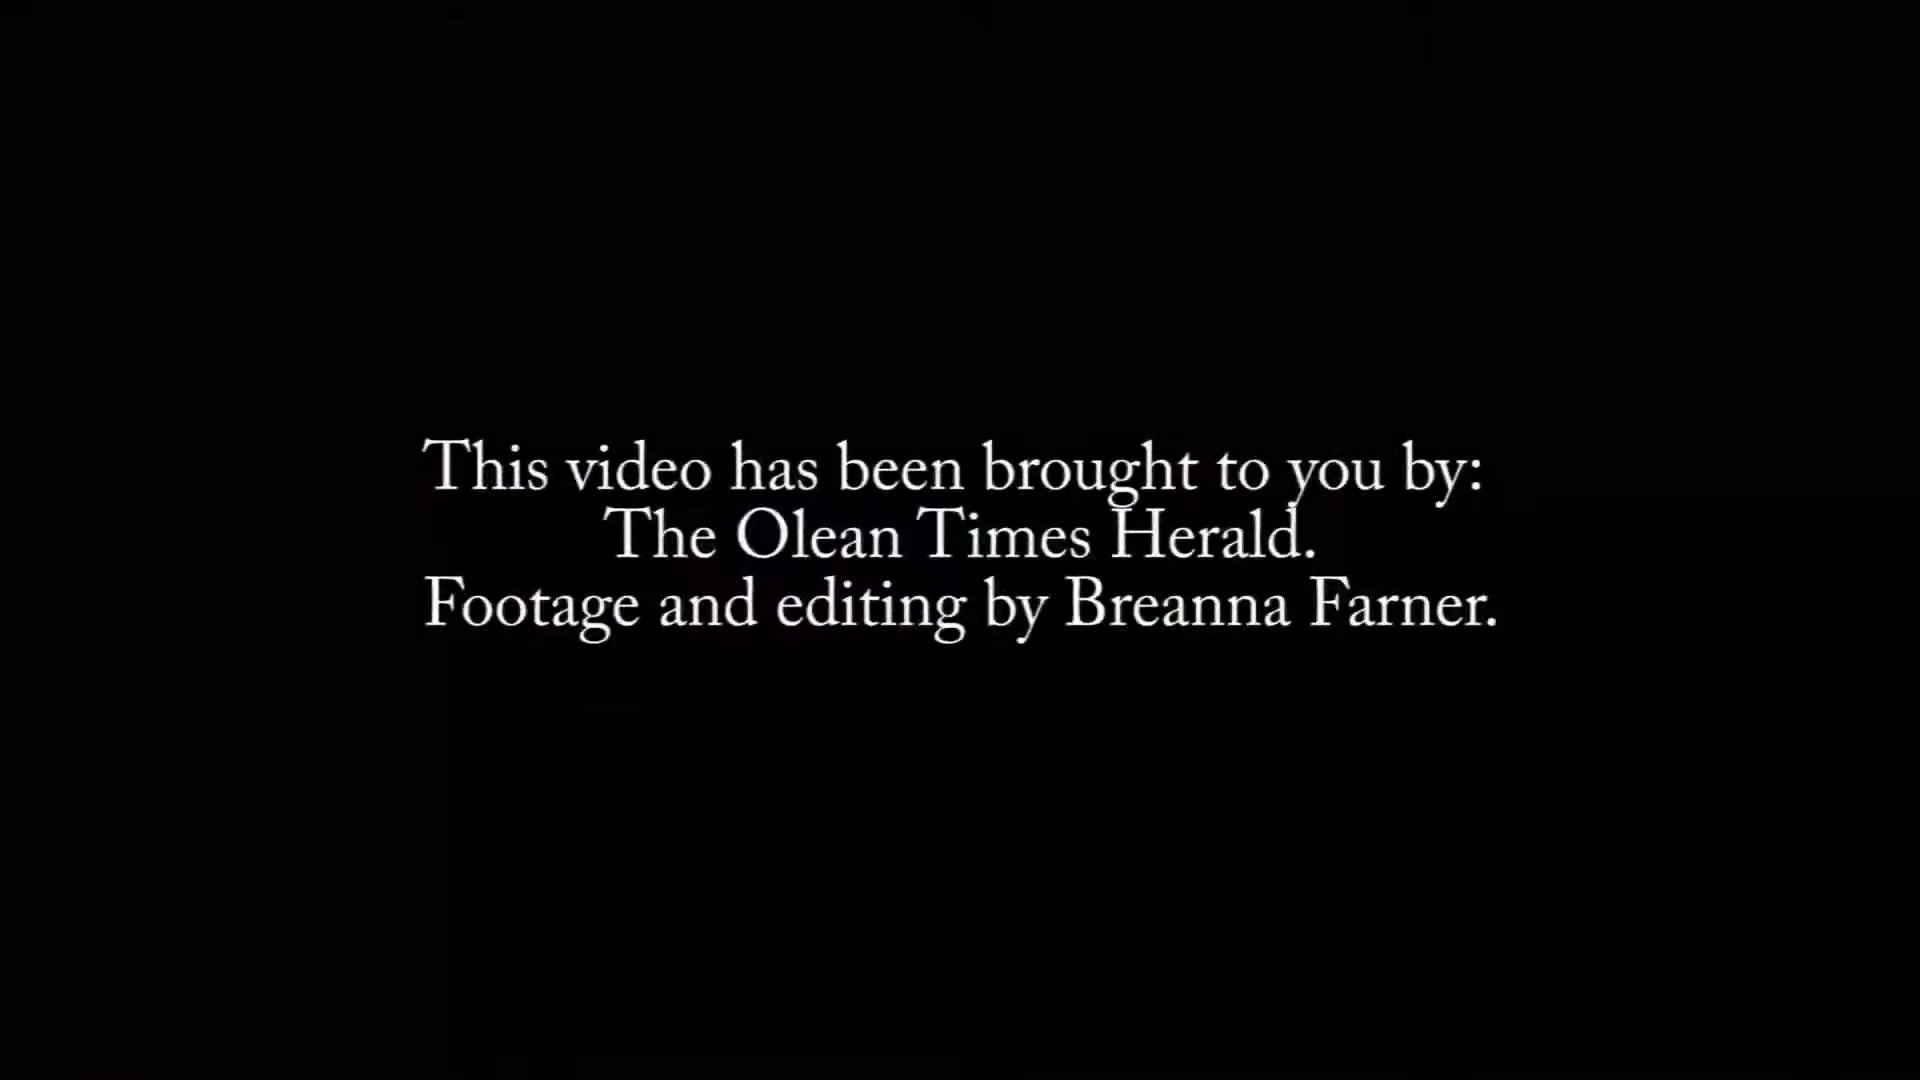 This video has been brought to you by:
The Olean Times Herald.
Footage and editing by Breanna Farner.